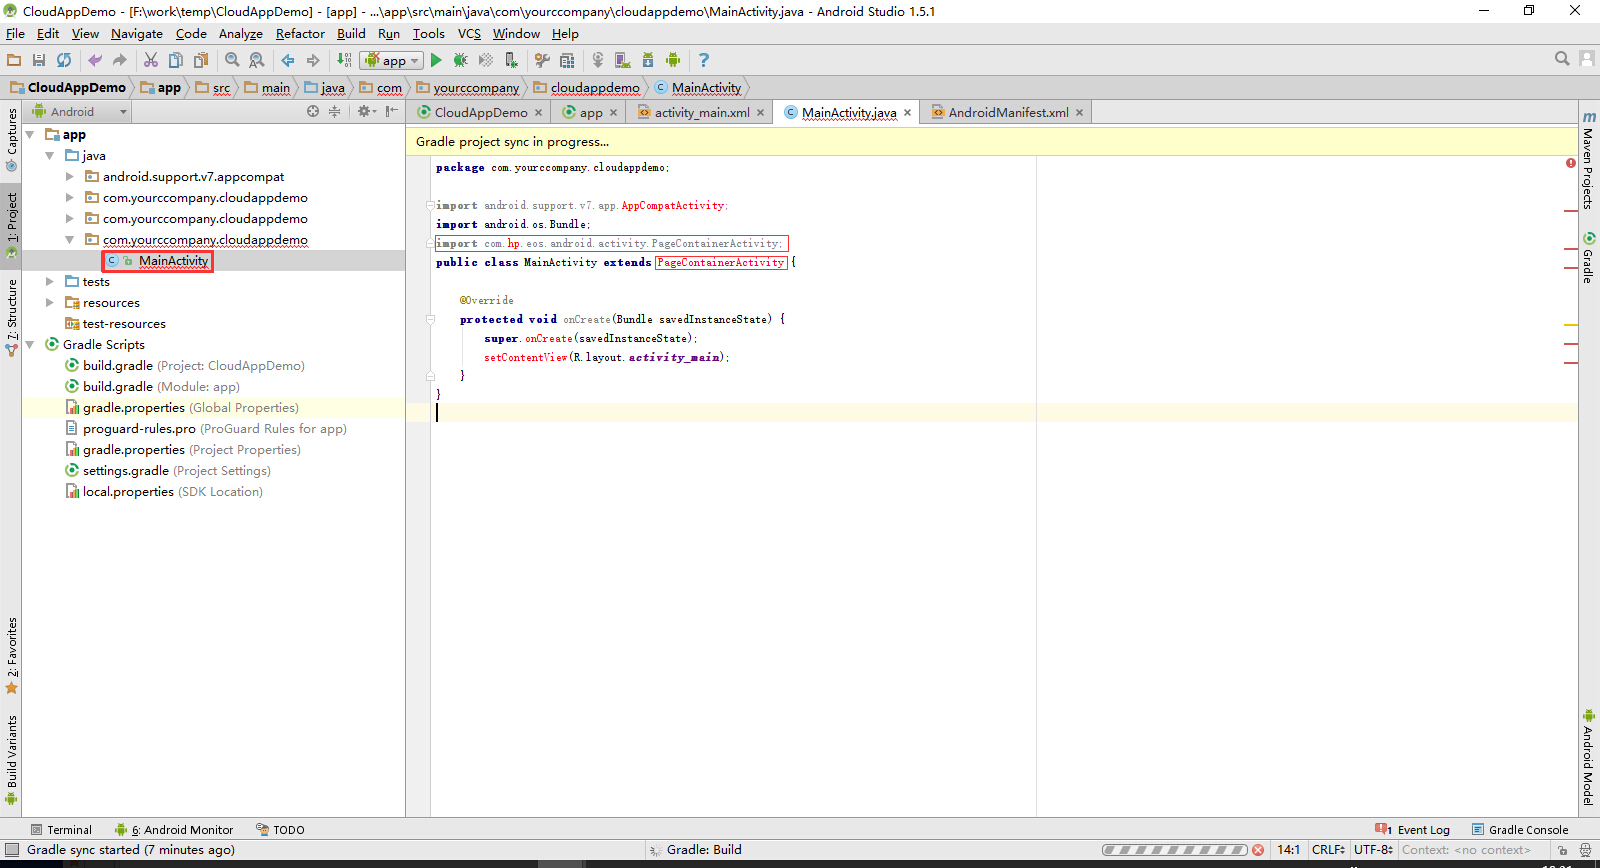 CloudAppDemo - [F:\work\temp\CloudAppDemo] - [app] - ...\app\src\main\java\com\yourccompany\cloudappdemo\MainActivity.java - Android Studio 1.5.1
File Edit View Navigate Code Analyze Refactor Build Run Tools VCS Window Help
app
CloudAppDemo app src main java com yourccompany cloudappdemo MainActivity
Android
CloudAppDemo app activity_main.xml MainActivity.java AndroidManifest.xml
Captures
1: Project
7: Structure
2: Favorites
Build Variants
app
java
android.support.v7.appcompat
com.yourccompany.cloudappdemo
com.yourccompany.cloudappdemo
com.yourccompany.cloudappdemo
MainActivity
tests
resources
test-resources
Gradle Scripts
build.gradle (Project: CloudAppDemo)
build.gradle (Module: app)
gradle.properties (Global Properties)
proguard-rules.pro (ProGuard Rules for app)
gradle.properties (Project Properties)
settings.gradle (Project Settings)
local.properties (SDK Location)
Gradle project sync in progress...
package com.yourccompany.cloudappdemo;
import android.support.v7.app.AppCompatActivity;
import android.os.Bundle;
import com.hp.eos.android.activity.PageContainerActivity;
public class MainActivity extends PageContainerActivity {
@Override
protected void onCreate(Bundle savedInstanceState) {
super.onCreate(savedInstanceState);
setContentView(R.layout.activity_main);
}
}
Maven Projects
Gradle
Android Model
Terminal 6: Android Monitor TODO 1 Event Log Gradle Console
Gradle sync started (7 minutes ago) Gradle: Build 14:1 CRLF UTF-8 Context: <no context>